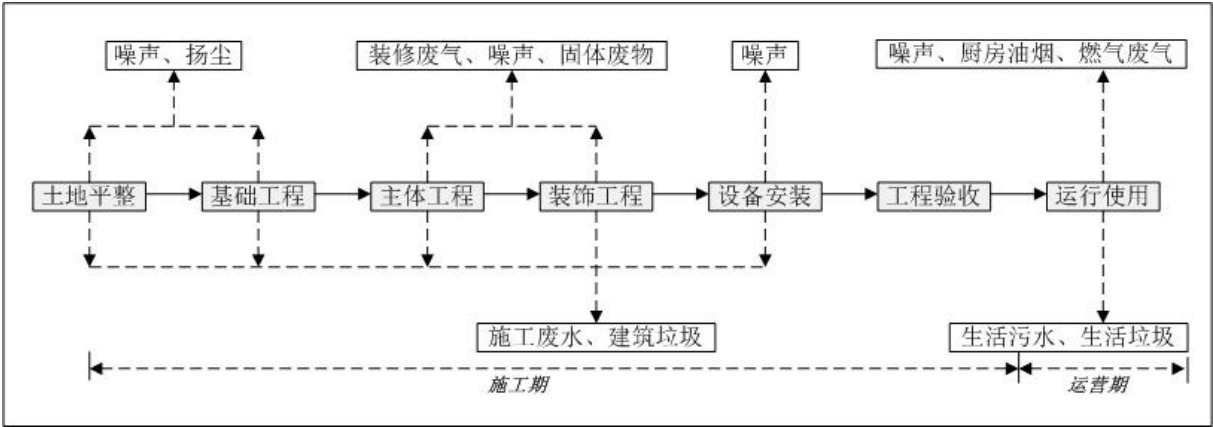 噪声、扬尘
装修废气、噪声、固体废物
噪声
噪声、厨房油烟、燃气废气
土地平整
基础工程
主体工程
装饰工程
设备安装
工程验收
运行使用
施工废水、建筑垃圾
生活污水、生活垃圾
施工期
运营期